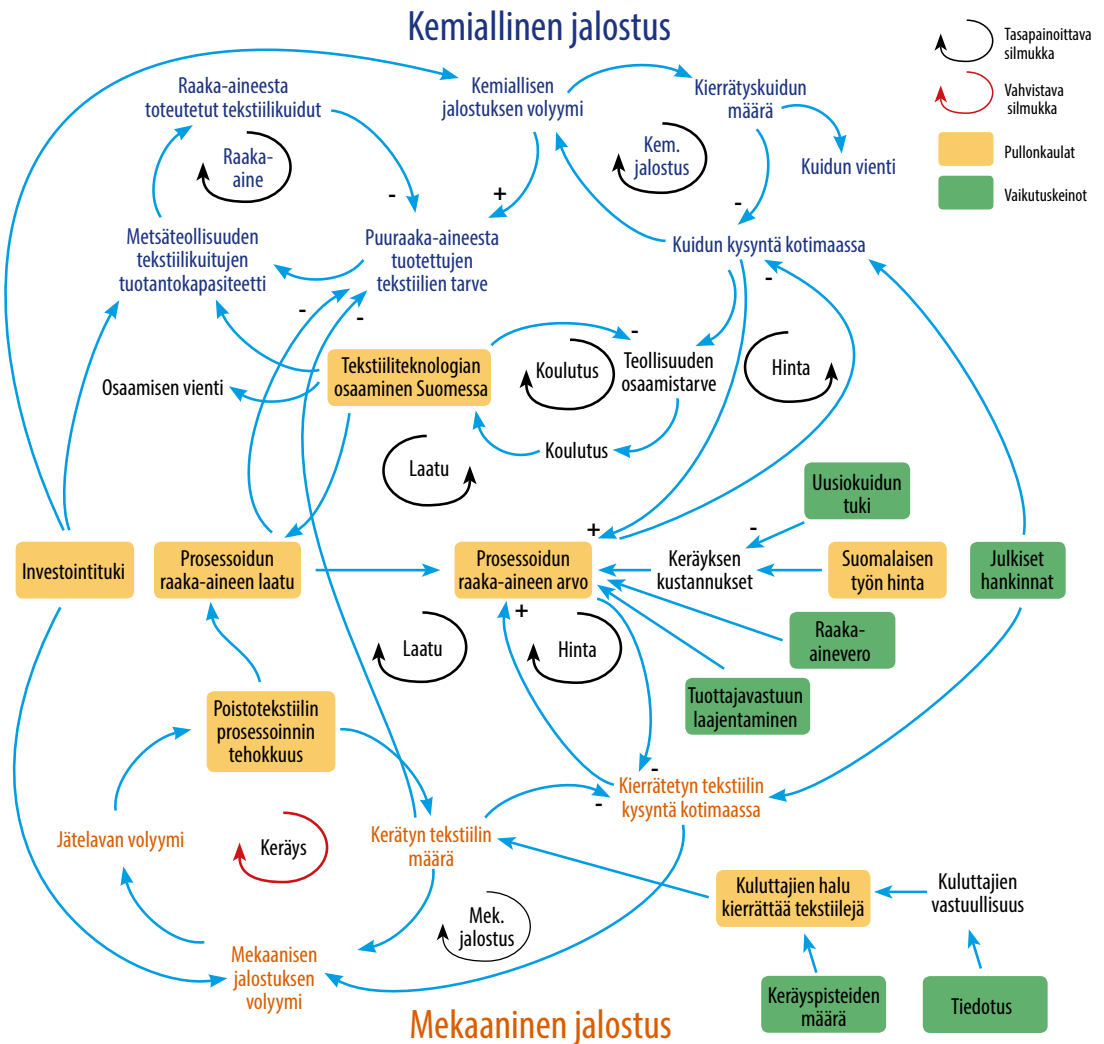 Kemiallinen jalostus
Tasapainoittava
silmukka
Vahvistava
silmukka
Pullonkaulat
Vaikutuskeinot
Raaka-aineesta
toteutetut tekstiilikuidut
Kemiallisen
jalostuksen volyymi
Kierrätyskuidun
määrä
Raaka-
aine
Kem.
jalostus
Kuidun vienti
-
+
-
Metsäteollisuuden
tekstiilikuitujen
tuotantokapasiteetti
Puuraaka-aineesta
tuotettujen
tekstiilien tarve
Kuidun kysyntä kotimaassa
-
-
-
-
Tekstiiliteknologian
osaaminen Suomessa
Koulutus
Teollisuuden
osaamistarve
Hinta
Osaamisen vienti
Koulutus
Laatu
Uusiokuidun
tuki
+
-
Investointituki
Prosessoidun
raaka-aineen laatu
Prosessoidun
raaka-aineen arvo
Keräyksen
kustannukset
Suomalaisen
työn hinta
Julkiset
hankinnat
+
Laatu
Hinta
Raaka-
ainevero
Tuottajavastuun
laajentaminen
Poistotekstiilin
prosessoinnin
tehokkuus
-
-
Kierrätetyn tekstiilin
kysyntä kotimaassa
Jätelavan volyymi
Keräys
Kerätyn tekstiilin
määrä
Kuluttajien halu
kierrättää tekstiilejä
Kuluttajien
vastuullisuus
Mek.
jalostus
Mekaanisen
jalostuksen
volyymi
Keräyspisteiden
määrä
Tiedotus
Mekaaninen jalostus